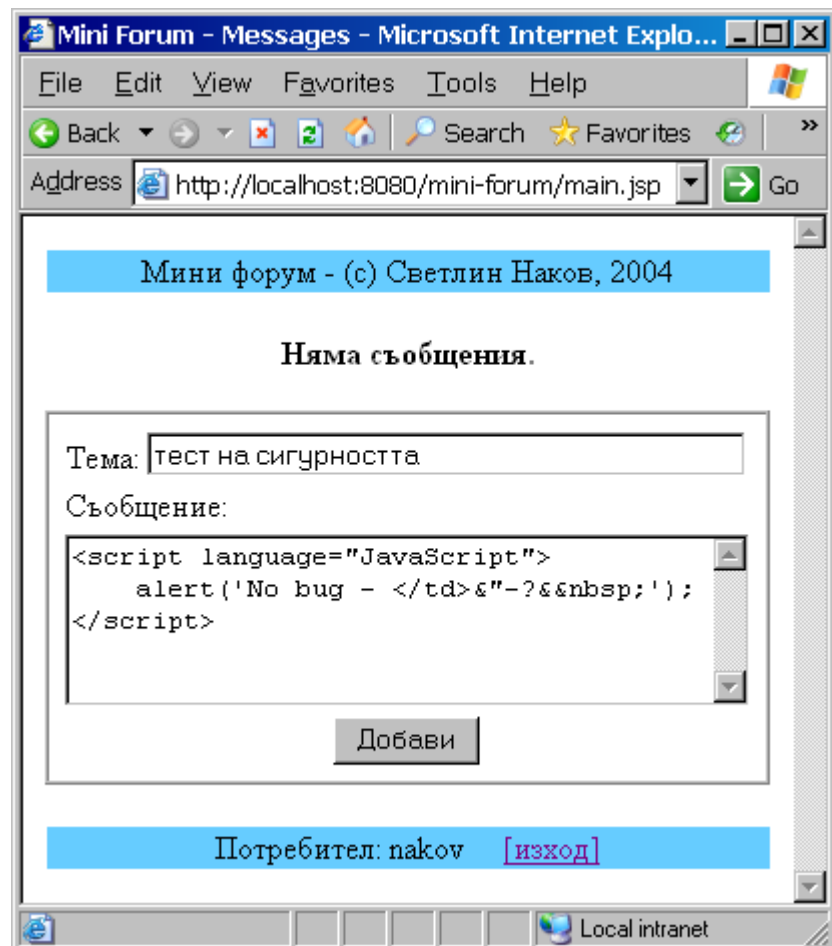 Mini Forum - Messages - Microsoft Internet Explo...
File Edit View Favorites Tools Help
Back Search Favorites »
Address http://localhost:8080/mini-forum/main.jsp Go
Мини форум - (c) Светлин Наков, 2004
Няма съобщения.
Тема: тест на сигурността
Съобщение:
<script language="JavaScript">
    alert('No bug - </td>&"-?&&nbsp;');
</script>
Добави
Потребител: nakov [изход]
Local intranet